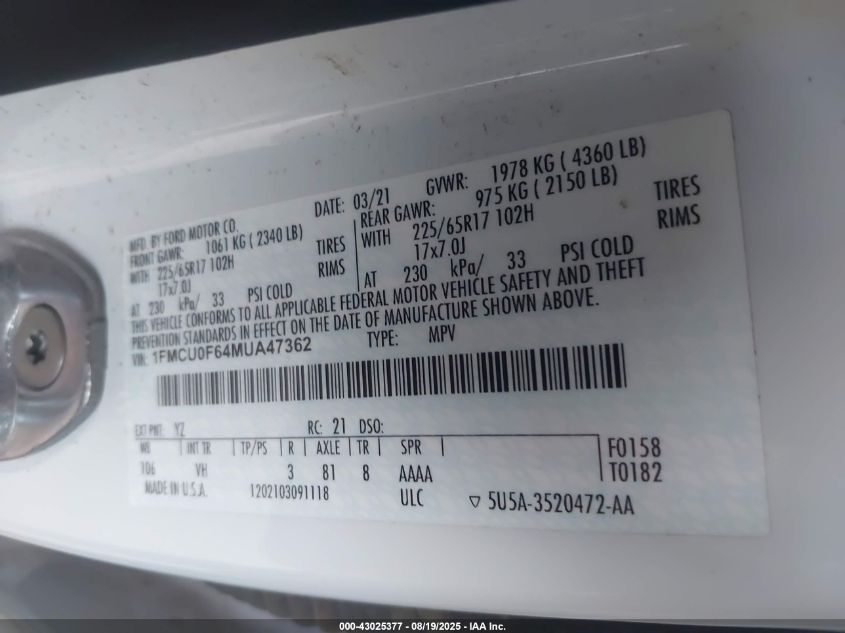 MFD. BY FORD MOTOR CO.
DATE: 03/21 GVWR: 1978 KG ( 4360 LB)
FRONT GAWR: 1061 KG ( 2340 LB)
WITH 225/65R17 102H TIRES
17x7.0J RIMS
AT 230 kPa/ 33 PSI COLD
REAR GAWR: 975 KG ( 2150 LB)
WITH 225/65R17 102H TIRES
17x7.0J RIMS
AT 230 kPa/ 33 PSI COLD
THIS VEHICLE CONFORMS TO ALL APPLICABLE FEDERAL MOTOR VEHICLE SAFETY AND THEFT
PREVENTION STANDARDS IN EFFECT ON THE DATE OF MANUFACTURE SHOWN ABOVE.
VIN: 1FMCU0F64MUA47362 TYPE: MPV
EXT PNT: YZ RC: 21 DSO:
WB INT TR TP/PS R AXLE TR SPR F0158
106 VH 3 81 8 AAAA T0182
MADE IN U.S.A. 1202103091118 ULC ▽ 5U5A-3520472-AA
000-43025377 - 08/19/2025 - IAA Inc.